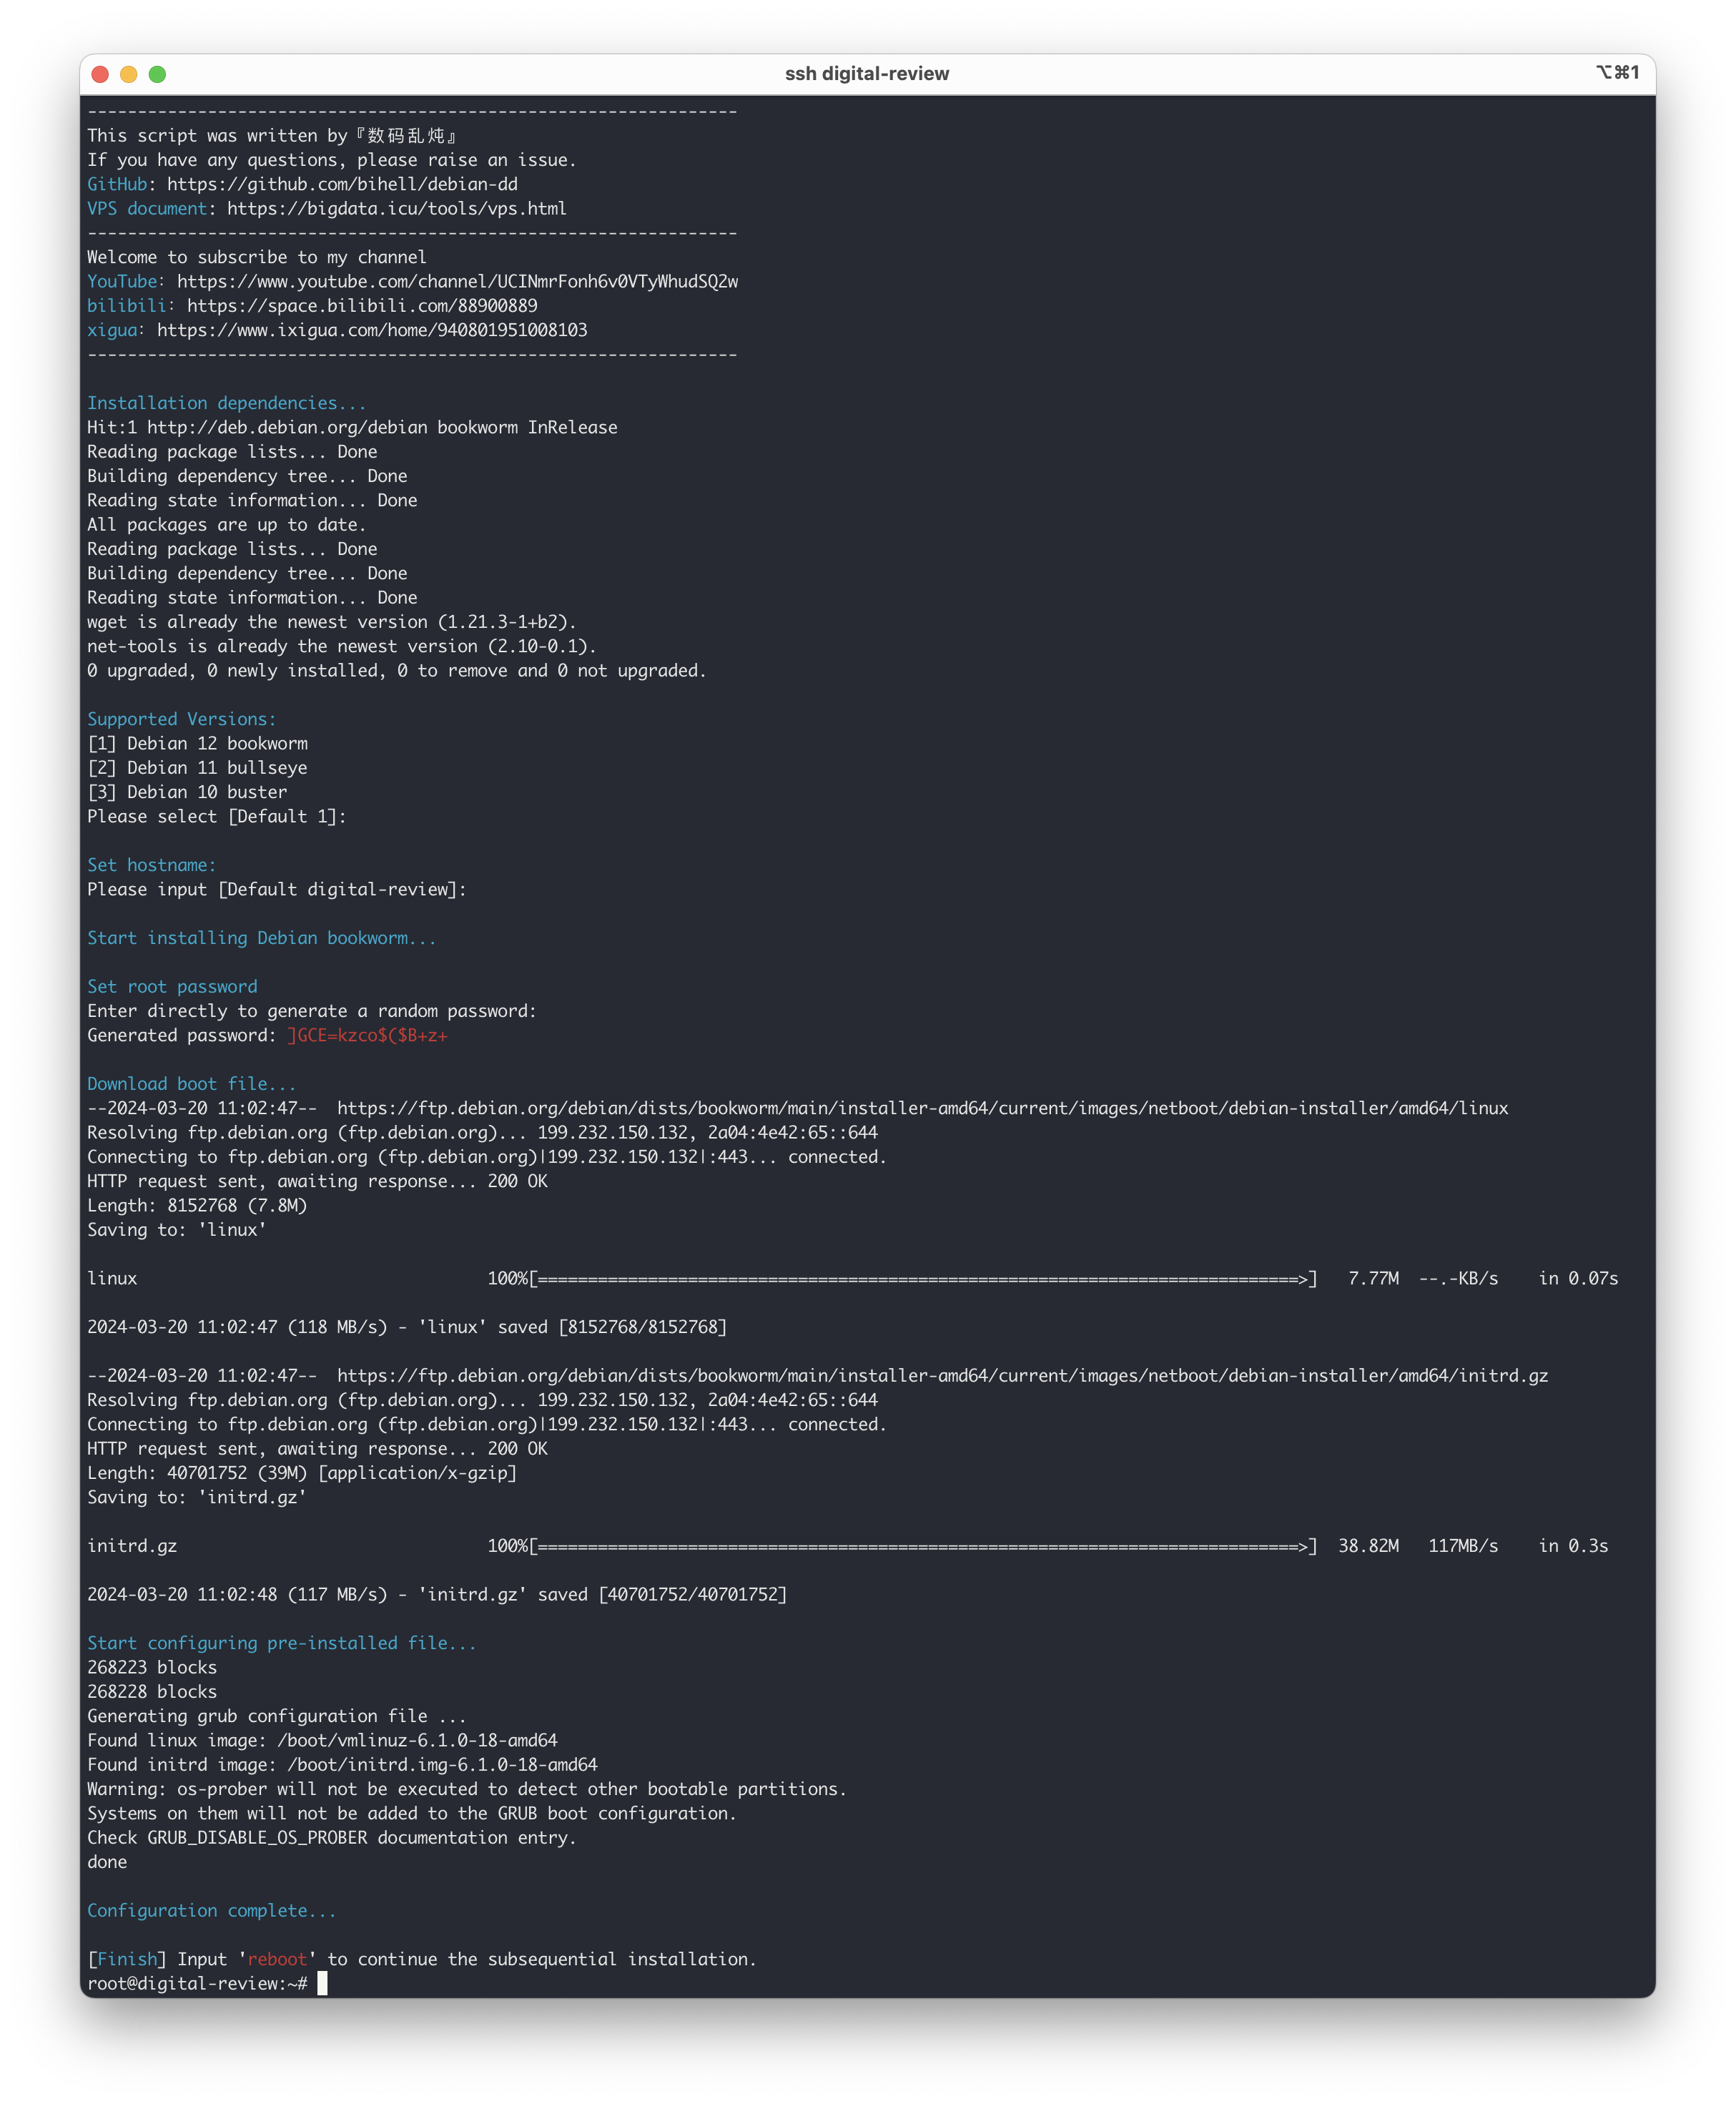 ssh digital-review
⌥⌘1
-----------------------------------------------------------------
This script was written by『数码乱炖』
If you have any questions, please raise an issue.
GitHub: https://github.com/bihell/debian-dd
VPS document: https://bigdata.icu/tools/vps.html
-----------------------------------------------------------------
Welcome to subscribe to my channel
YouTube: https://www.youtube.com/channel/UCINmrFonh6v0VTyWhudSQ2w
bilibili: https://space.bilibili.com/88900889
xigua: https://www.ixigua.com/home/940801951008103
-----------------------------------------------------------------
Installation dependencies...
Hit:1 http://deb.debian.org/debian bookworm InRelease
Reading package lists... Done
Building dependency tree... Done
Reading state information... Done
All packages are up to date.
Reading package lists... Done
Building dependency tree... Done
Reading state information... Done
wget is already the newest version (1.21.3-1+b2).
net-tools is already the newest version (2.10-0.1).
0 upgraded, 0 newly installed, 0 to remove and 0 not upgraded.
Supported Versions:
[1] Debian 12 bookworm
[2] Debian 11 bullseye
[3] Debian 10 buster
Please select [Default 1]:
Set hostname:
Please input [Default digital-review]:
Start installing Debian bookworm...
Set root password
Enter directly to generate a random password:
Generated password: ]GCE=kzco$($B+z+
Download boot file...
--2024-03-20 11:02:47--  https://ftp.debian.org/debian/dists/bookworm/main/installer-amd64/current/images/netboot/debian-installer/amd64/linux
Resolving ftp.debian.org (ftp.debian.org)... 199.232.150.132, 2a04:4e42:65::644
Connecting to ftp.debian.org (ftp.debian.org)|199.232.150.132|:443... connected.
HTTP request sent, awaiting response... 200 OK
Length: 8152768 (7.8M)
Saving to: 'linux'
linux                                   100%[============================================================================>]   7.77M  --.-KB/s    in 0.07s
2024-03-20 11:02:47 (118 MB/s) - 'linux' saved [8152768/8152768]
--2024-03-20 11:02:47--  https://ftp.debian.org/debian/dists/bookworm/main/installer-amd64/current/images/netboot/debian-installer/amd64/initrd.gz
Resolving ftp.debian.org (ftp.debian.org)... 199.232.150.132, 2a04:4e42:65::644
Connecting to ftp.debian.org (ftp.debian.org)|199.232.150.132|:443... connected.
HTTP request sent, awaiting response... 200 OK
Length: 40701752 (39M) [application/x-gzip]
Saving to: 'initrd.gz'
initrd.gz                               100%[============================================================================>]  38.82M   117MB/s    in 0.3s
2024-03-20 11:02:48 (117 MB/s) - 'initrd.gz' saved [40701752/40701752]
Start configuring pre-installed file...
268223 blocks
268228 blocks
Generating grub configuration file ...
Found linux image: /boot/vmlinuz-6.1.0-18-amd64
Found initrd image: /boot/initrd.img-6.1.0-18-amd64
Warning: os-prober will not be executed to detect other bootable partitions.
Systems on them will not be added to the GRUB boot configuration.
Check GRUB_DISABLE_OS_PROBER documentation entry.
done
Configuration complete...
[Finish] Input 'reboot' to continue the subsequential installation.
root@digital-review:~#